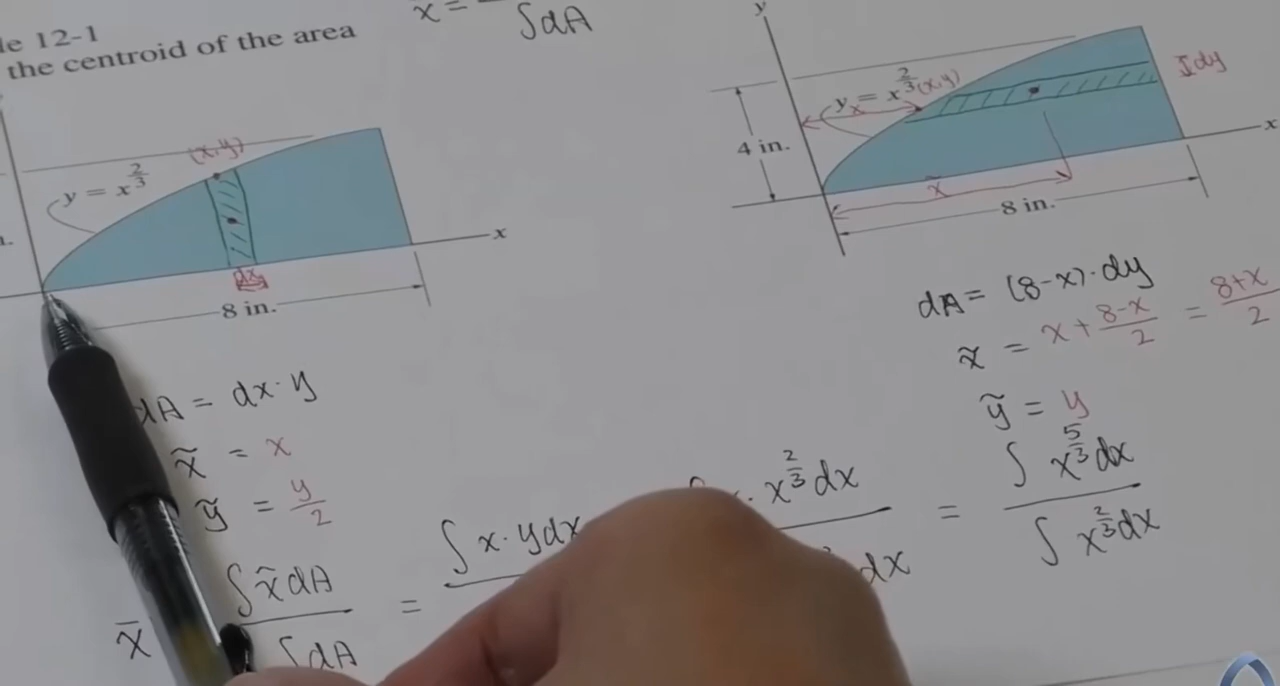 le 12-1
the centroid of the area
x̄ = ∫dA
(x,y)
y = x^{2/3}
dx
8 in.
x
y
y = x^{2/3}
(x,y)
x
I dy
4 in.
x̃
8 in.
x
dA = dx · y
x̃ = x
ỹ = y/2
dA = (8-x)·dy
x̃ = x + (8-x)/2 = (8+x)/2
ỹ = y
x̄ ∫x̃dA / ∫dA = ∫x·ydx x^{2/3}dx / dx = ∫x^{5/3}dx / ∫x^{2/3}dx